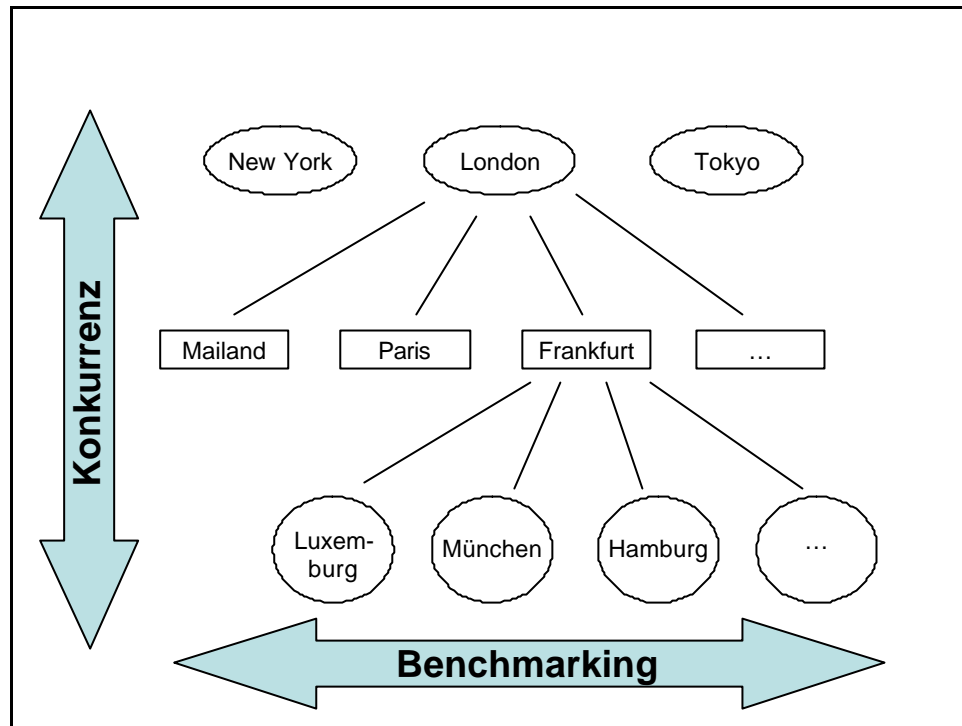 New York
London
Tokyo
Konkurrenz
Mailand
Paris
Frankfurt
…
Luxem-
burg
München
Hamburg
…
Benchmarking